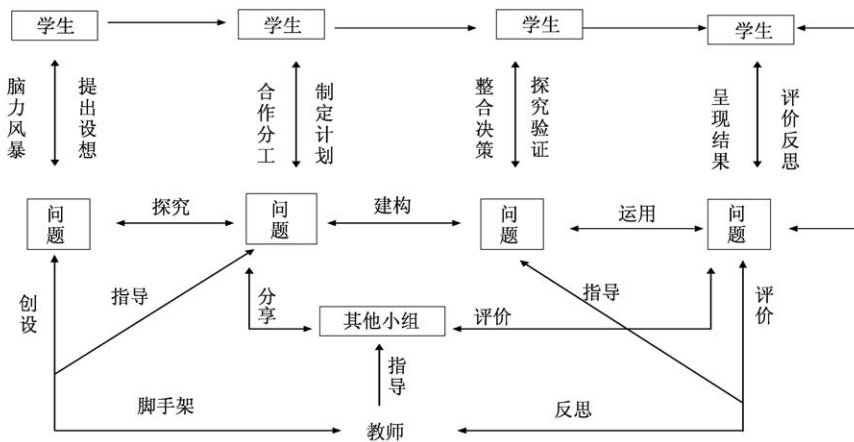 学生
学生
学生
学生
脑力风暴
提出设想
合作分工
制定计划
整合决策
探究验证
呈现结果
评价反思
问题
探究
问题
建构
问题
运用
问题
创设
指导
分享
其他小组
评价
指导
评价
指导
脚手架
教师
反思